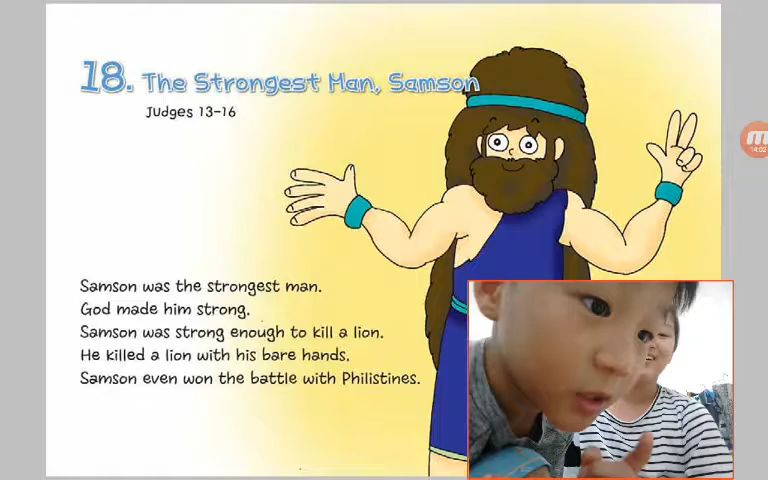 18. The Strongest Man, Samson
Judges 13-16
14:02
Samson was the strongest man.
God made him strong.
Samson was strong enough to kill a lion.
He killed a lion with his bare hands.
Samson even won the battle with Philistines.